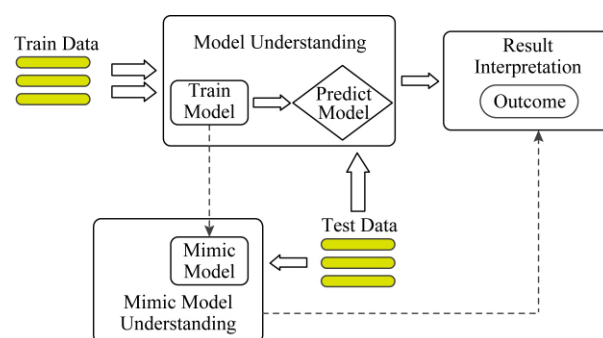 Train Data
Model Understanding
Train
Model
Predict
Model
Result
Interpretation
Outcome
Test Data
Mimic
Model
Mimic Model
Understanding